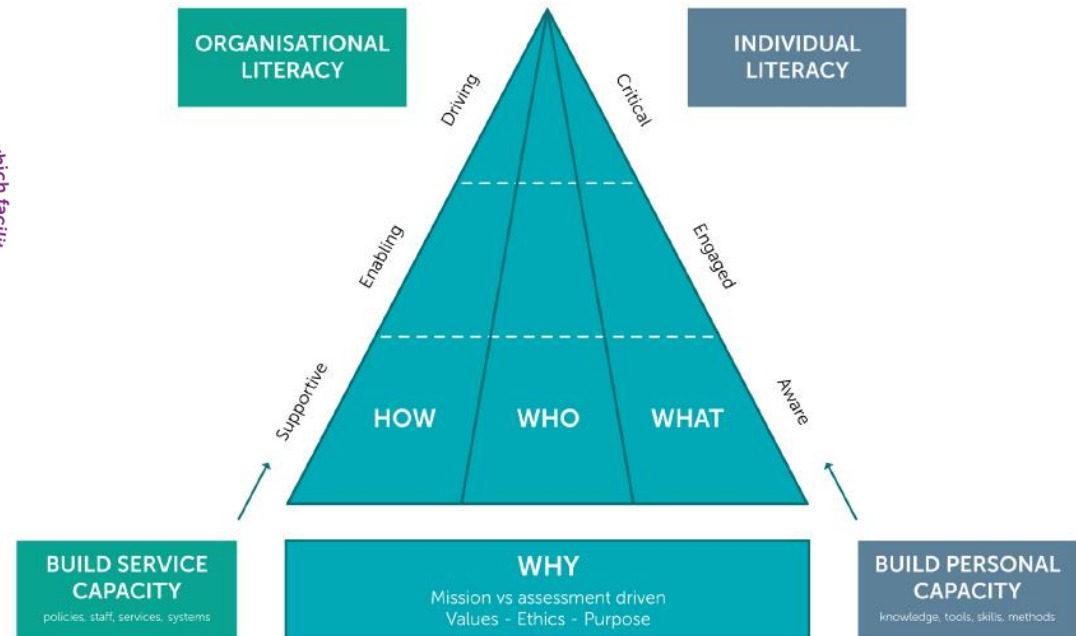 ORGANISATIONAL
LITERACY
INDIVIDUAL
LITERACY
Driving
Critical
Enabling
Engaged
Supportive
Aware
HOW
WHO
WHAT
BUILD SERVICE
CAPACITY
policies, staff, services, systems
WHY
Mission vs assessment driven
Values - Ethics - Purpose
BUILD PERSONAL
CAPACITY
knowledge, tools, skills, methods